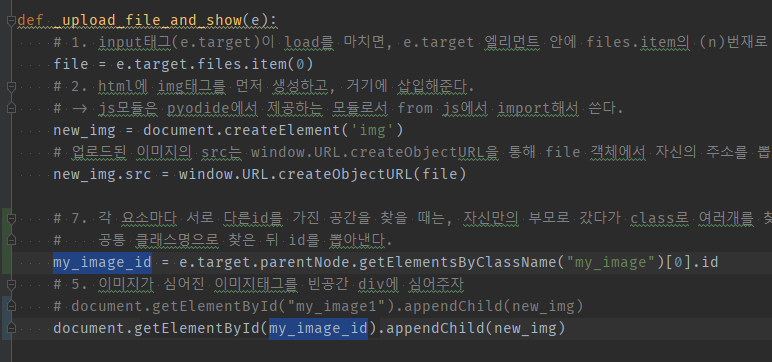 def _upload_file_and_show(e):
# 1. input태그(e.target)이 load를 마치면, e.target 엘리먼트 안에 files.item의 (n)번재로
file = e.target.files.item(0)
# 2. html에 img태그를 먼저 생성하고, 거기에 삽입해준다.
# -> js모듈은 pyodide에서 제공하는 모듈로서 from js에서 import해서 쓴다.
new_img = document.createElement('img')
# 업로드된 이미지의 src는 window.URL.createObjectURL을 통해 file 객체에서 자신의 주소를 뽑
new_img.src = window.URL.createObjectURL(file)
# 7. 각 요소마다 서로 다른id를 가진 공간을 찾을 때는, 자신만의 부모로 갔다가 class로 여러개를 찾
# 공통 클래스명으로 찾은 뒤 id를 뽑아낸다.
my_image_id = e.target.parentNode.getElementsByClassName("my_image")[0].id
# 5. 이미지가 심어진 이미지태그를 빈공간 div에 심어주자
# document.getElementById("my_image1").appendChild(new_img)
document.getElementById(my_image_id).appendChild(new_img)